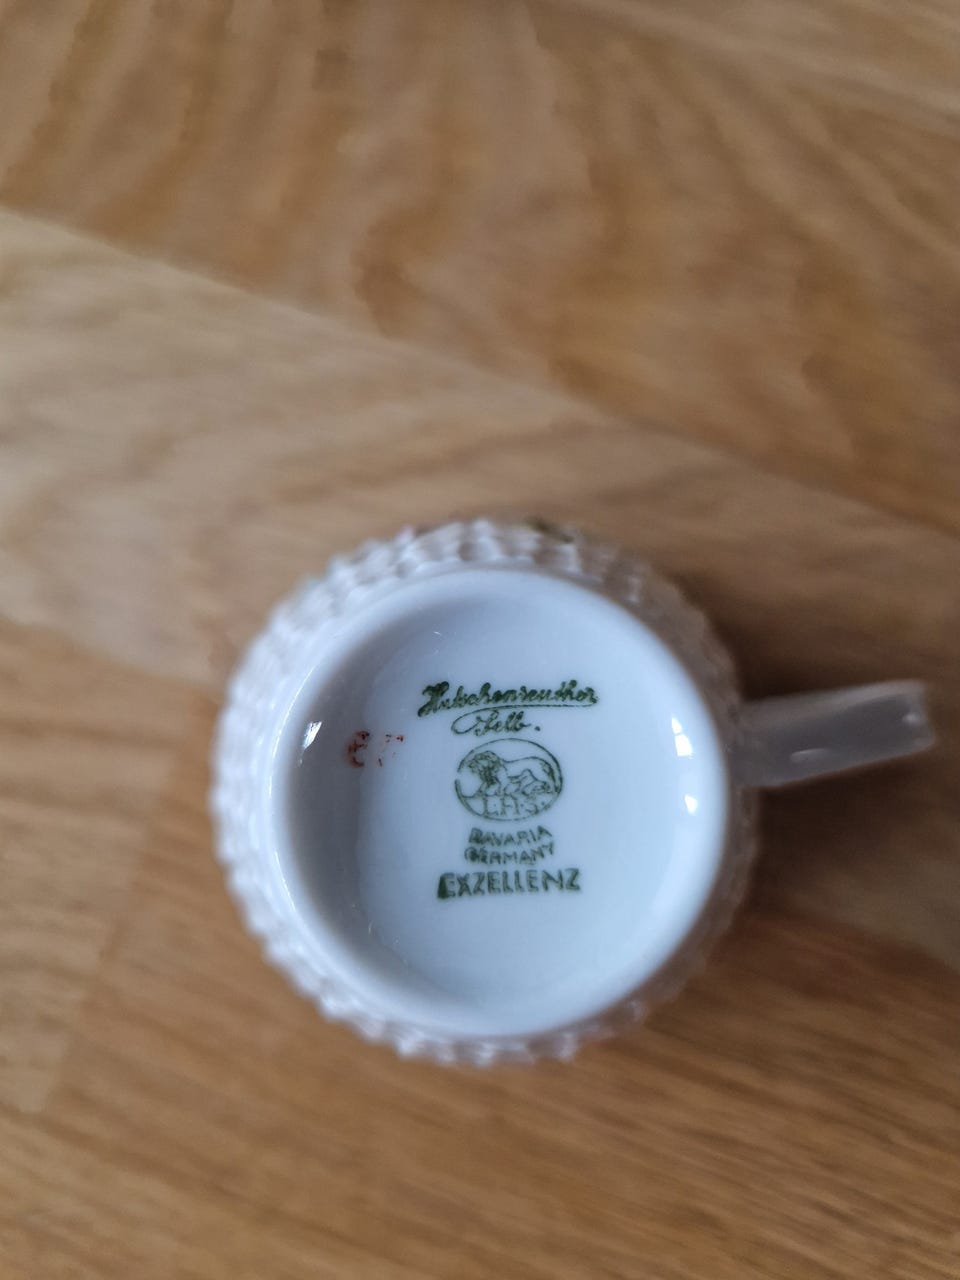 Hutschenreuther
Selb.
L.H.S.
BAVARIA
GERMANY
EXZELLENZ